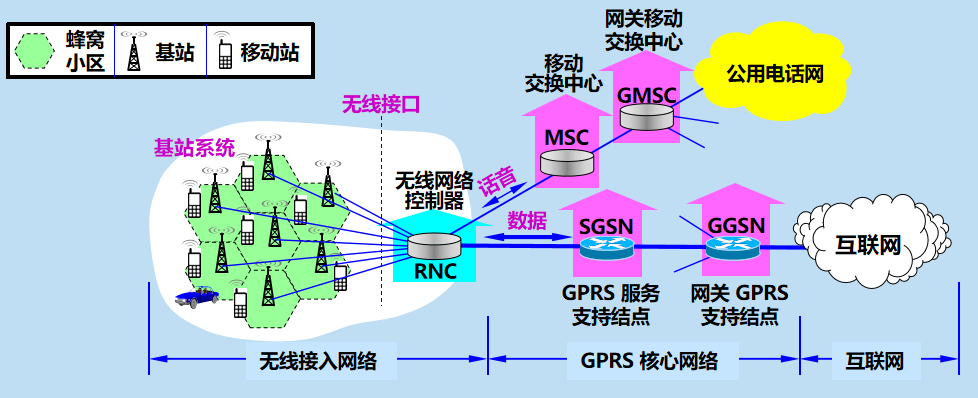 蜂窝
小区
基站
移动站
网关移动
交换中心
移动
交换中心
GMSC
公用电话网
无线接口
MSC
基站系统
无线网络
控制器
话音
数据
SGSN
GGSN
互联网
RNC
GPRS 服务
支持结点
网关 GPRS
支持结点
无线接入网络
GPRS 核心网络
互联网